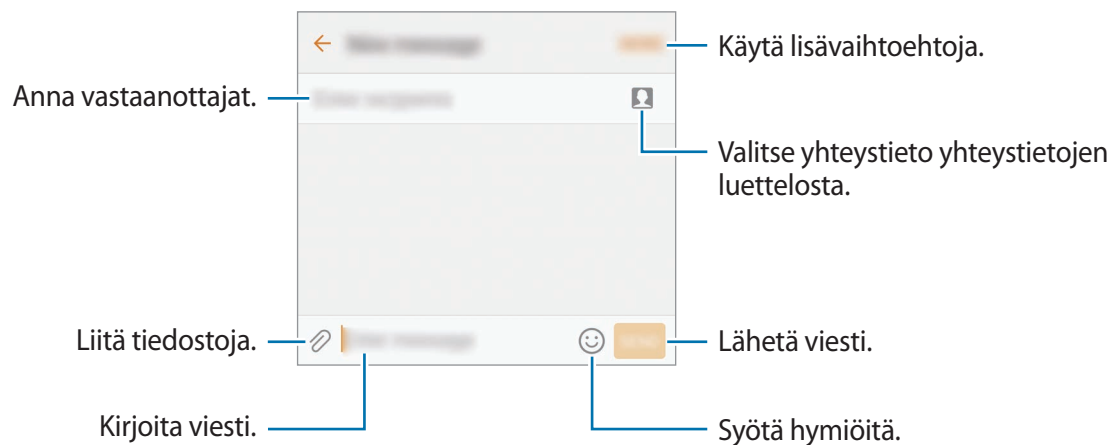 Käytä lisävaihtoehtoja.
Anna vastaanottajat.
Valitse yhteystieto yhteystietojen
luettelosta.
Liitä tiedostoja.
Lähetä viesti.
Kirjoita viesti.
Syötä hymiöitä.